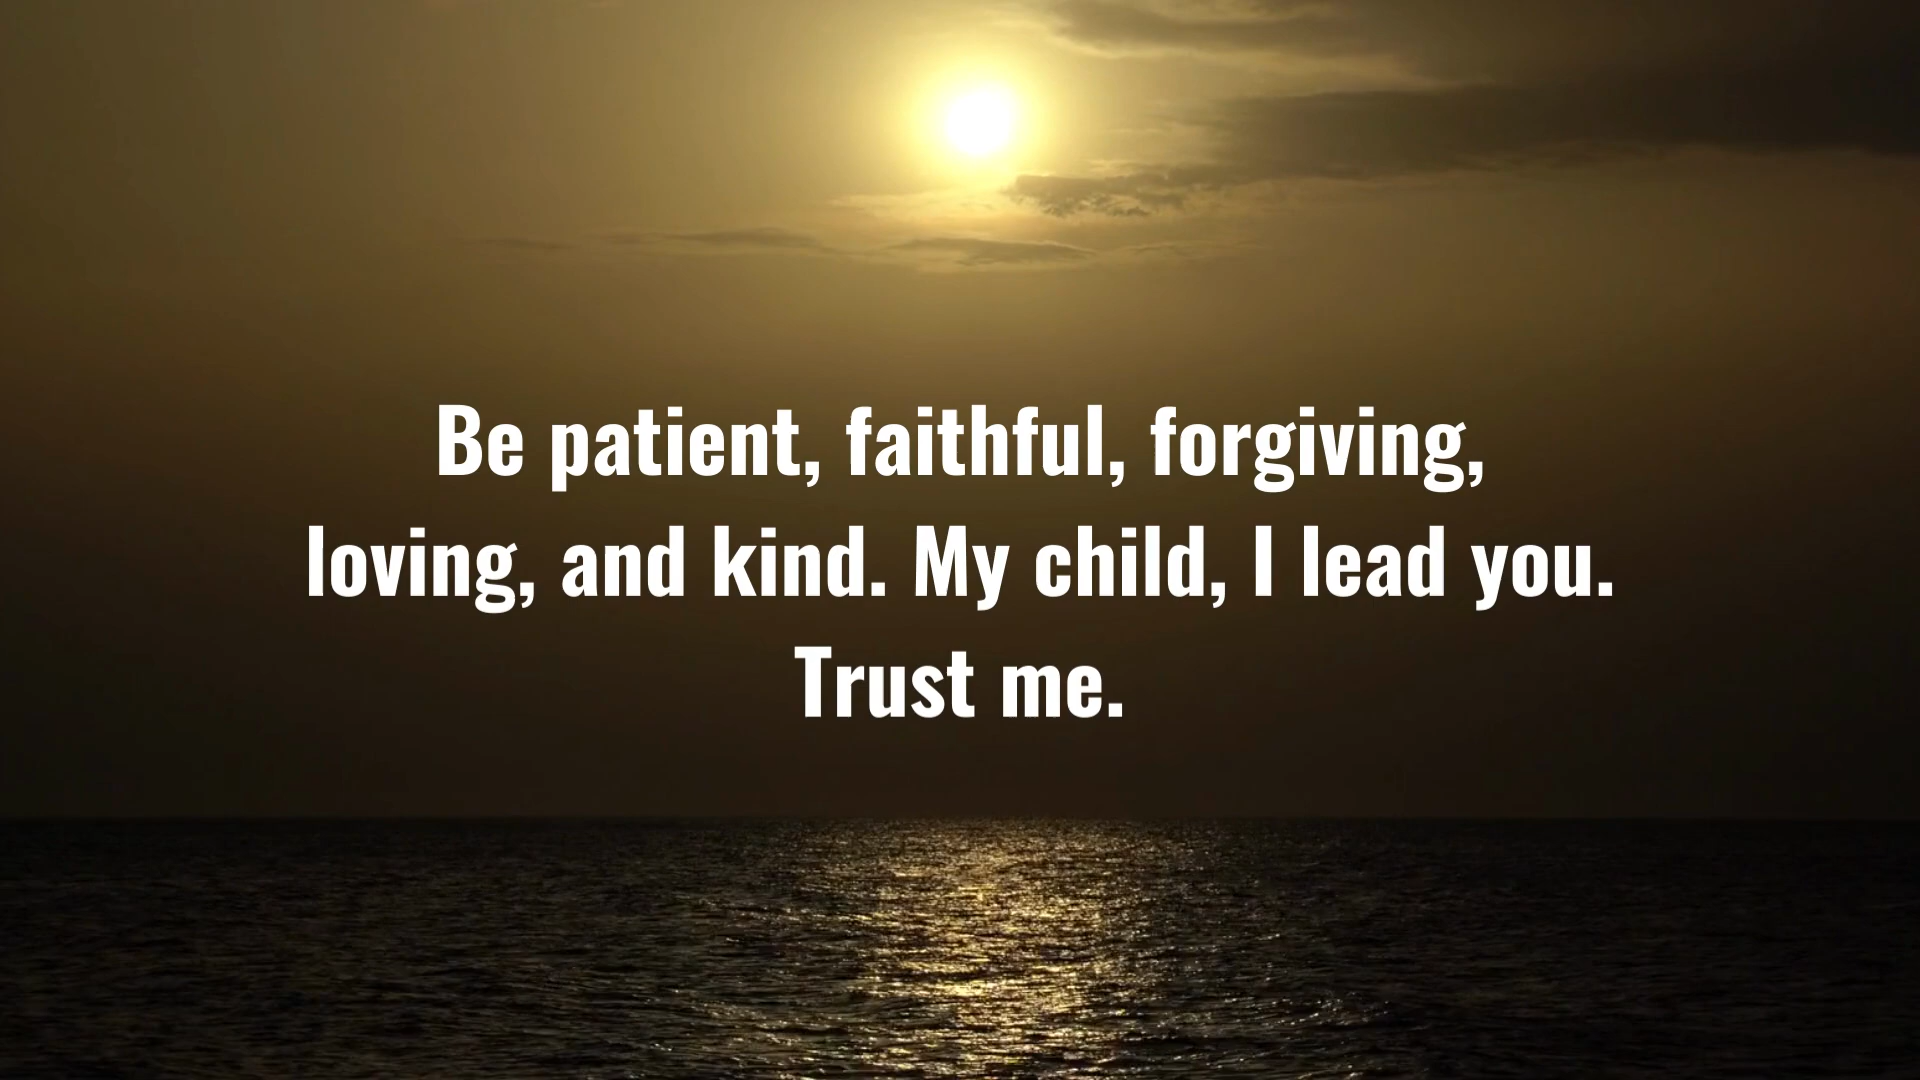 Be patient, faithful, forgiving,
loving, and kind. My child, I lead you.
Trust me.